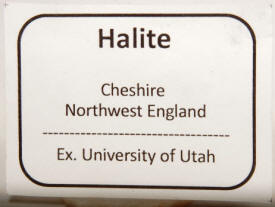 Halite
Cheshire
Northwest England
--------------------------------
Ex. University of Utah